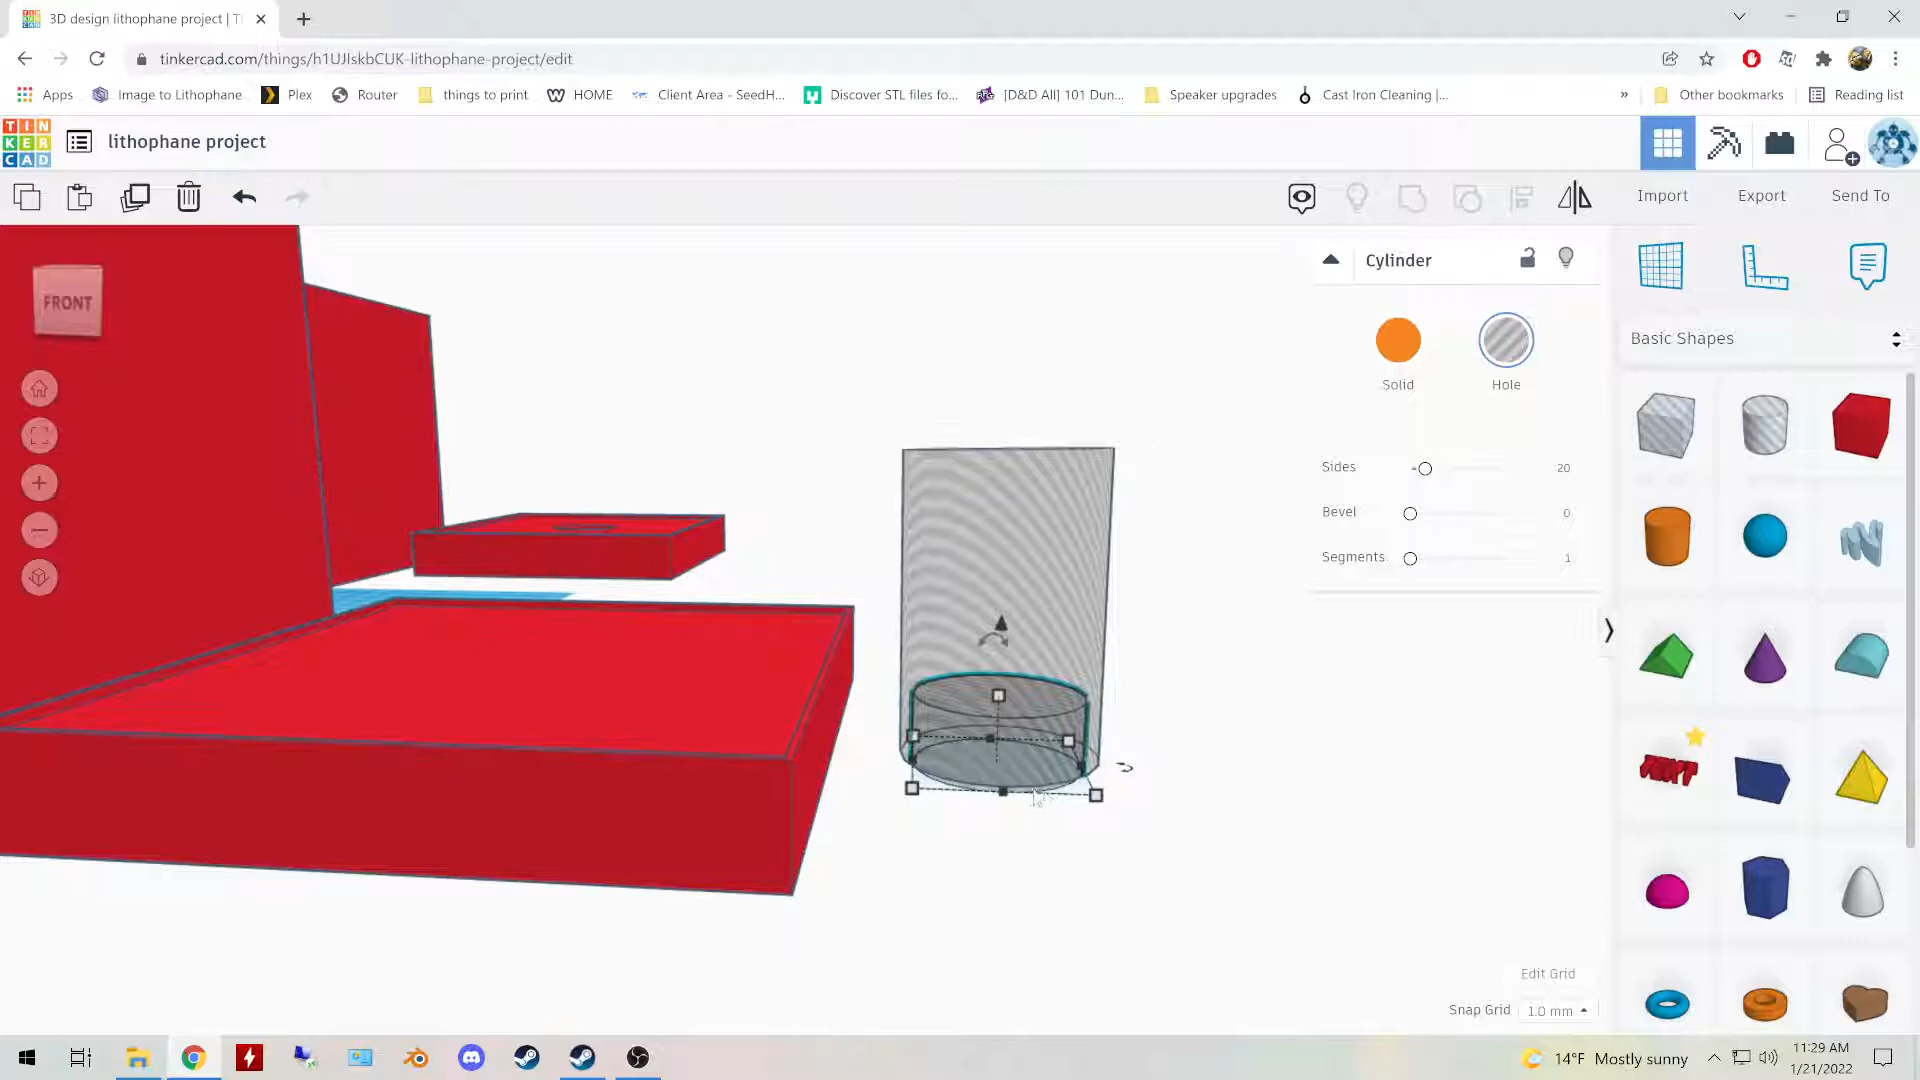 3D design lithophane project | Ti
tinkercad.com/things/h1UJIskbCUK-lithophane-project/edit
Apps
Image to Lithophane
Plex
Router
things to print
HOME
Client Area - SeedH...
Discover STL files fo...
[D&D All] 101 Dun...
Speaker upgrades
Cast Iron Cleaning |...
»
Other bookmarks
Reading list
TIN
KER
CAD
lithophane project
Import
Export
Send To
FRONT
Cylinder
Solid
Hole
Sides
20
Bevel
0
Segments
1
Basic Shapes
TEXT
Edit Grid
Snap Grid
1.0 mm
14°F Mostly sunny
11:29 AM
1/21/2022